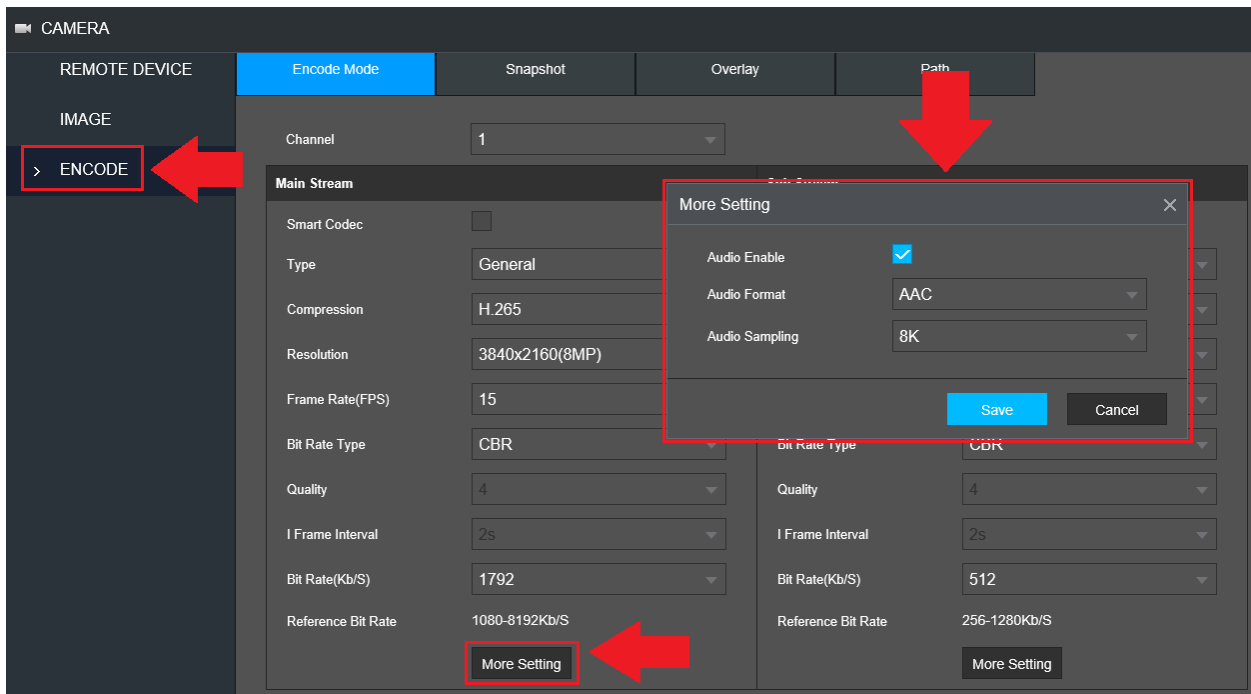 CAMERA
REMOTE DEVICE
IMAGE
ENCODE
Encode Mode Snapshot Overlay Path
Channel 1
Main Stream
Smart Codec
Type General
Compression H.265
Resolution 3840x2160(8MP)
Frame Rate(FPS) 15
Bit Rate Type CBR
Quality 4
I Frame Interval 2s
Bit Rate(Kb/S) 1792
Reference Bit Rate 1080-8192Kb/S
More Setting
Sub Stream
More Setting
Audio Enable
Audio Format AAC
Audio Sampling 8K
Save Cancel
Bit Rate Type CBR
Quality 4
I Frame Interval 2s
Bit Rate(Kb/S) 512
Reference Bit Rate 256-1280Kb/S
More Setting